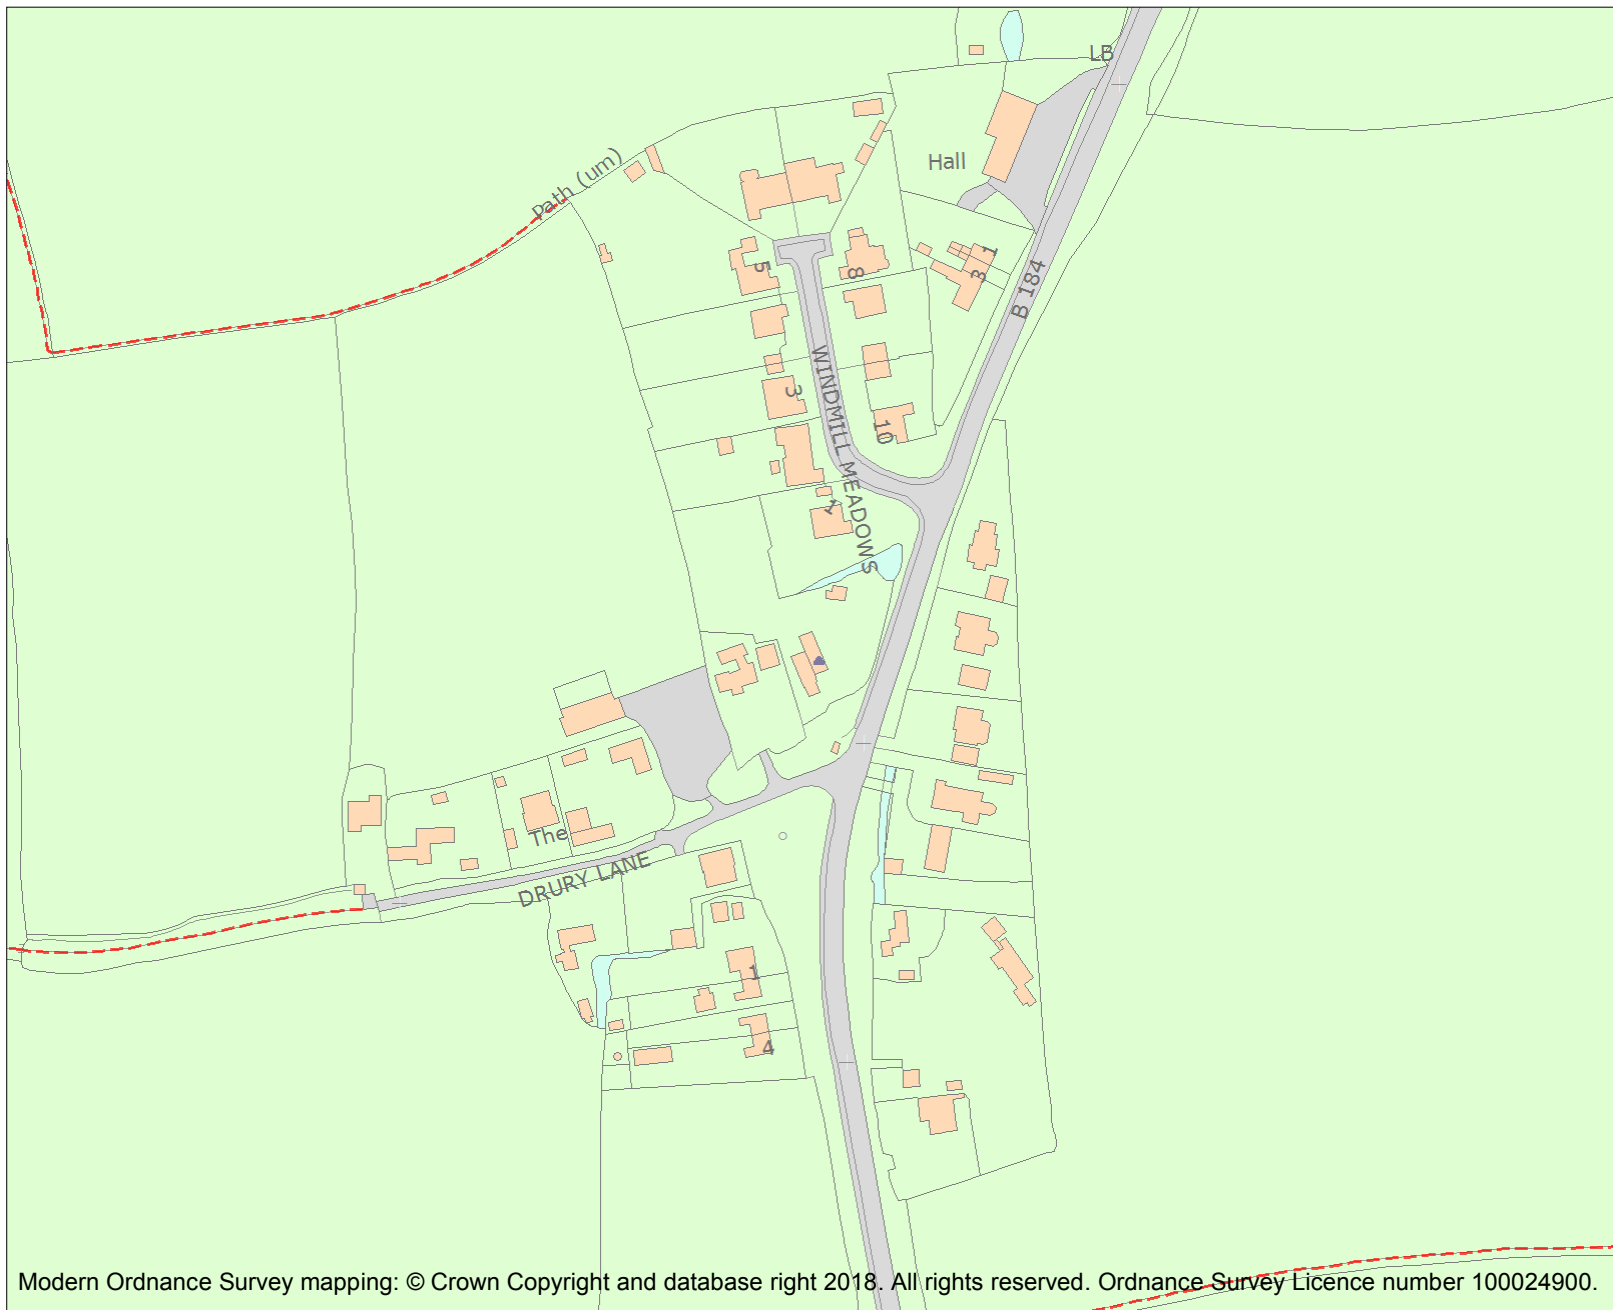 LB
Hall
Path (um)
1
3
5
8
B 184
WINDMILL MEADOWS
3
10
1
The
DRURY LANE
1
4
Modern Ordnance Survey mapping: © Crown Copyright and database right 2018. All rights reserved. Ordnance Survey Licence number 100024900.